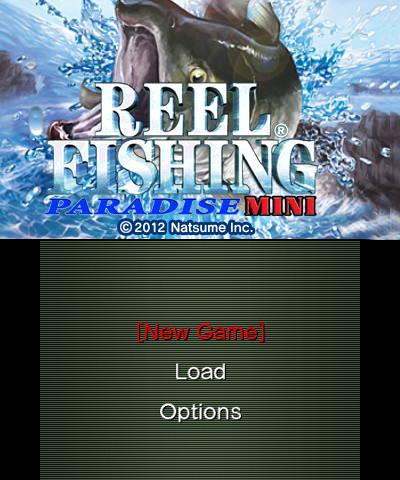 REEL®
FISHING
PARADISE MINI
© 2012 Natsume Inc.
[New Game]
Load
Options